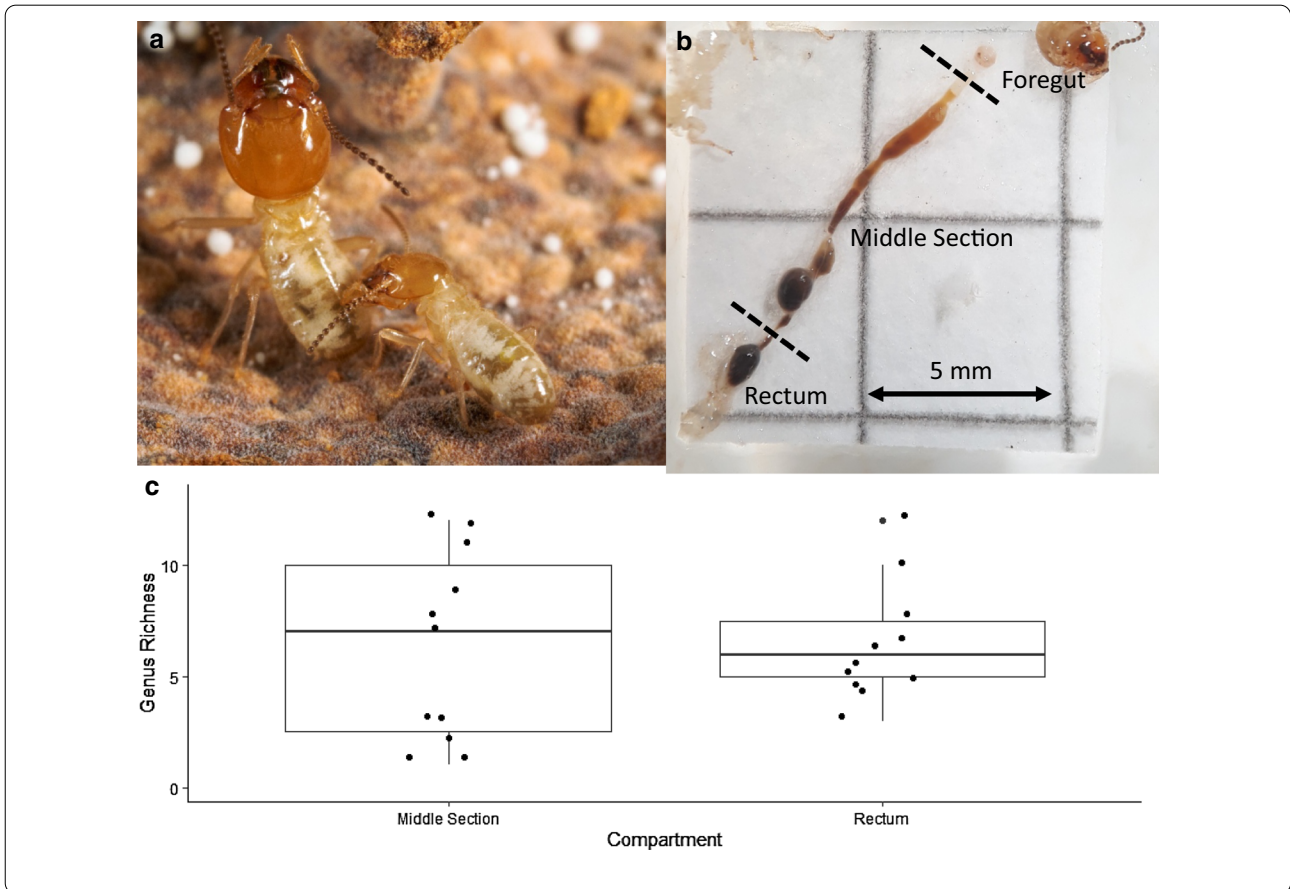 a
b
Foregut
Middle Section
5 mm
Rectum
c
Genus Richness
10
5
0
Middle Section
Rectum
Compartment